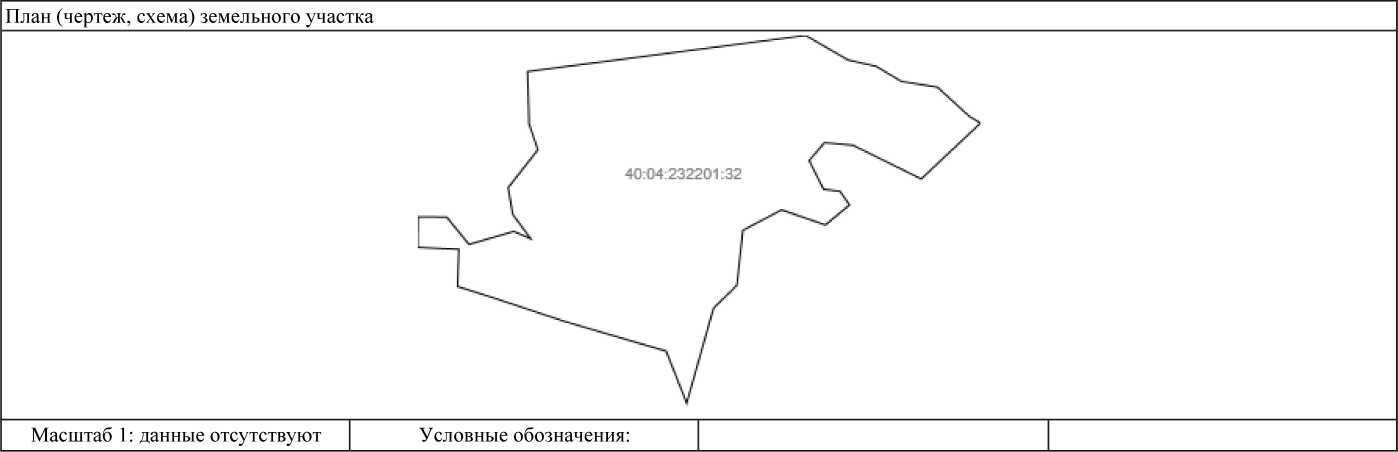 План (чертеж, схема) земельного участка
40:04:232201:32
Масштаб 1: данные отсутствуют
Условные обозначения: